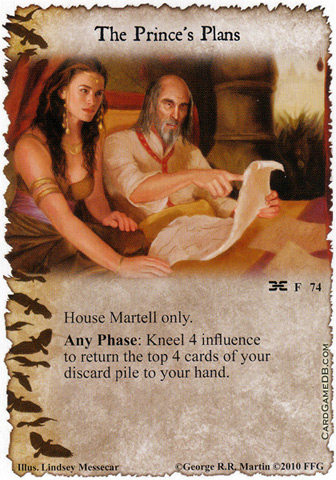 The Prince's Plans
F 74
House Martell only.
Any Phase: Kneel 4 influence
to return the top 4 cards of your
discard pile to your hand.
CARDGAMEDB.COM
Illus. Lindsey Messecar ©George R.R. Martin ©2010 FFG